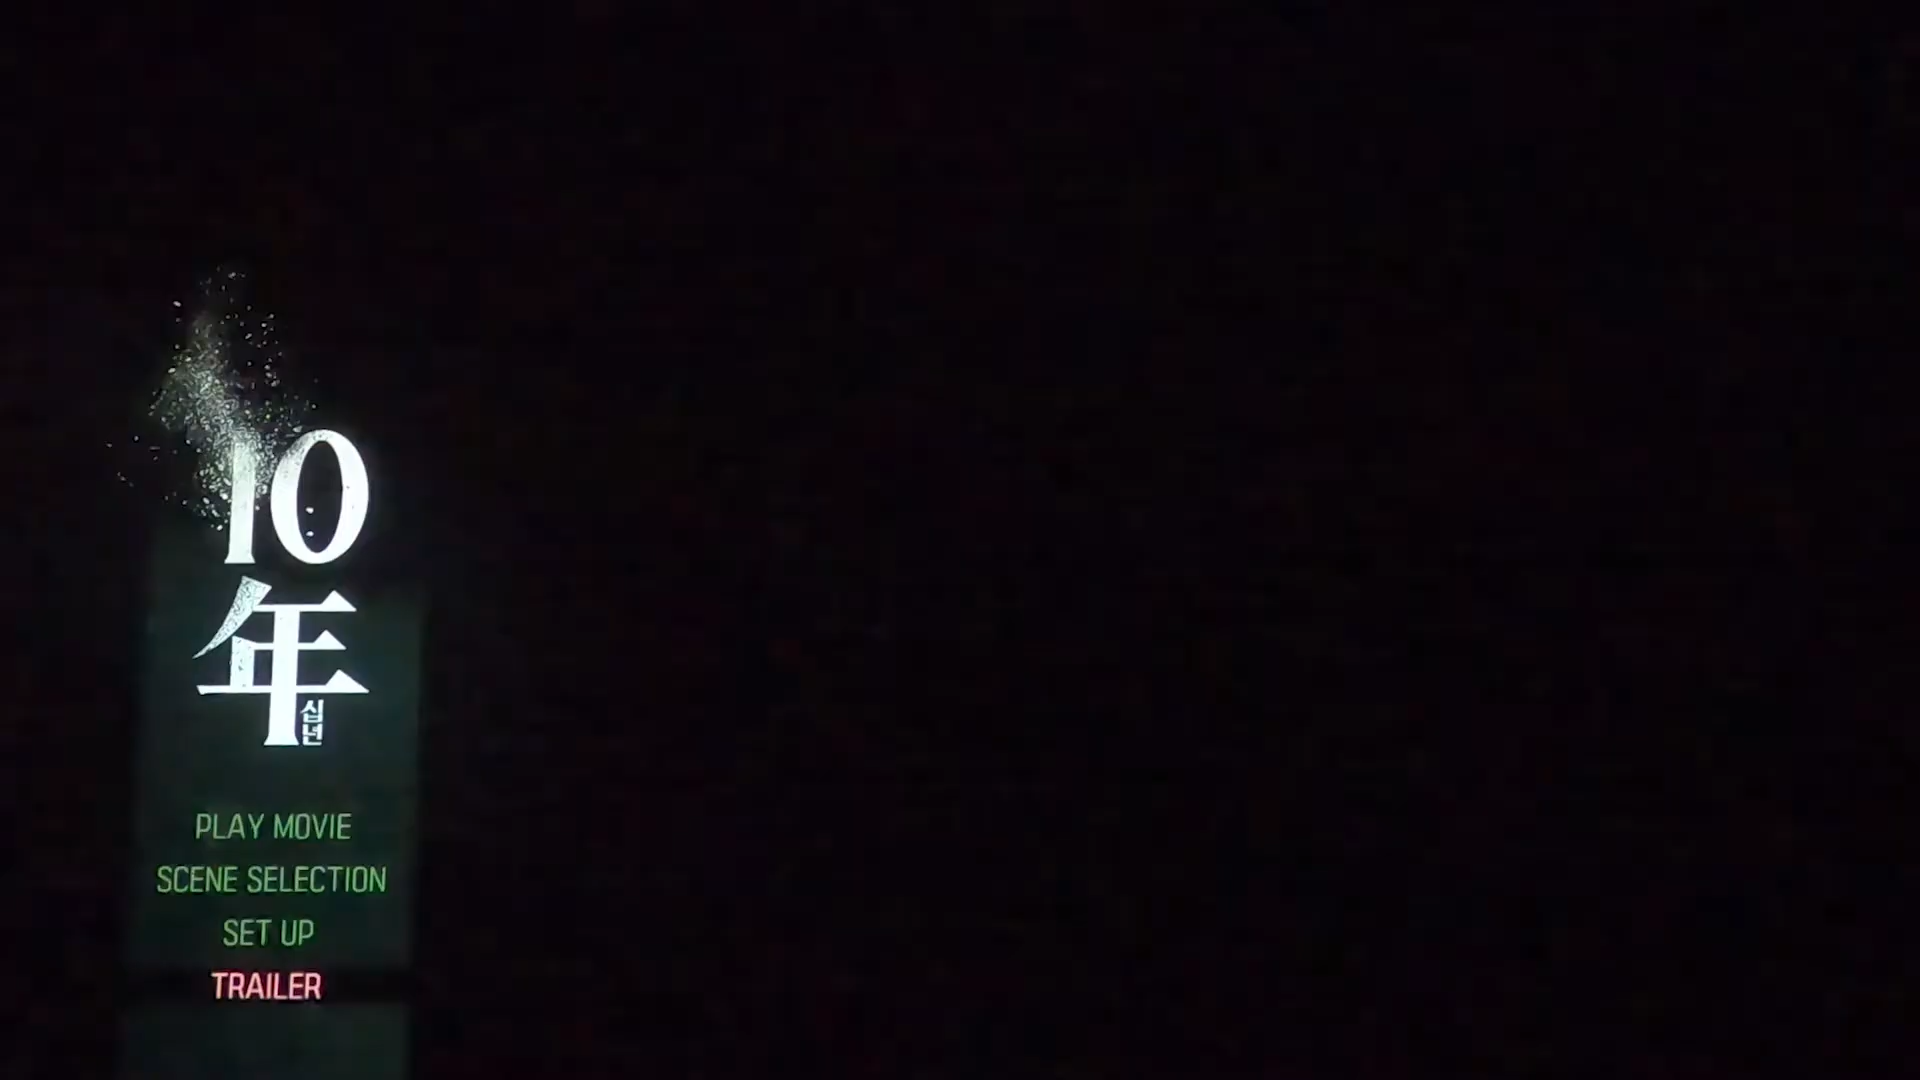 10
年
십
년
PLAY MOVIE
SCENE SELECTION
SET UP
TRAILER